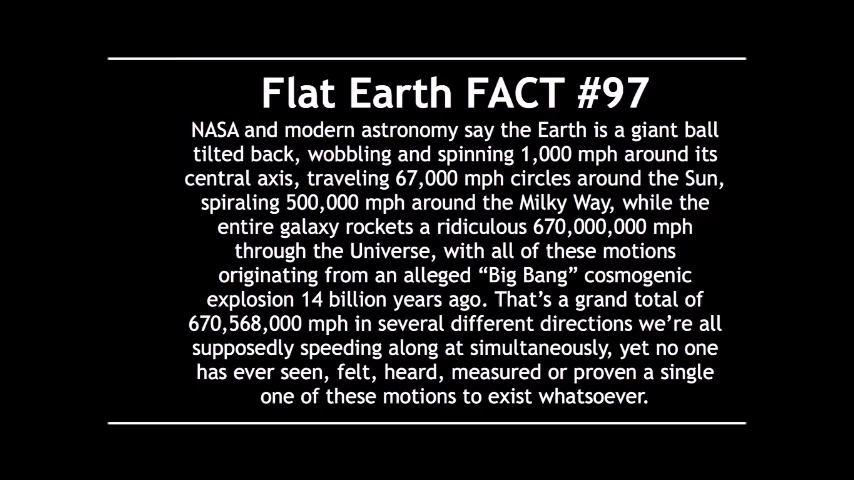 Flat Earth FACT #97
NASA and modern astronomy say the Earth is a giant ball
tilted back, wobbling and spinning 1,000 mph around its
central axis, traveling 67,000 mph circles around the Sun,
spiraling 500,000 mph around the Milky Way, while the
entire galaxy rockets a ridiculous 670,000,000 mph
through the Universe, with all of these motions
originating from an alleged “Big Bang” cosmogenic
explosion 14 billion years ago. That’s a grand total of
670,568,000 mph in several different directions we’re all
supposedly speeding along at simultaneously, yet no one
has ever seen, felt, heard, measured or proven a single
one of these motions to exist whatsoever.